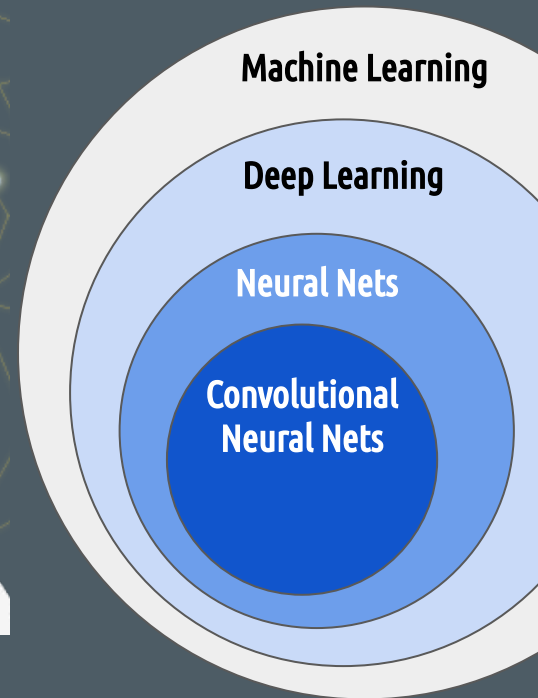 Machine Learning
Deep Learning
Neural Nets
Convolutional
Neural Nets